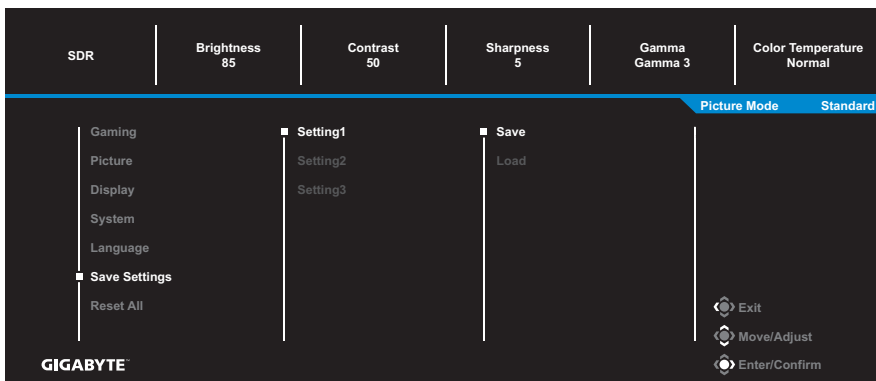 SDR
Brightness
85
Contrast
50
Sharpness
5
Gamma
Gamma 3
Color Temperature
Normal
Picture Mode Standard
Gaming
Picture
Display
System
Language
Save Settings
Reset All
Setting1
Setting2
Setting3
Save
Load
Exit
Move/Adjust
Enter/Confirm
GIGABYTE™